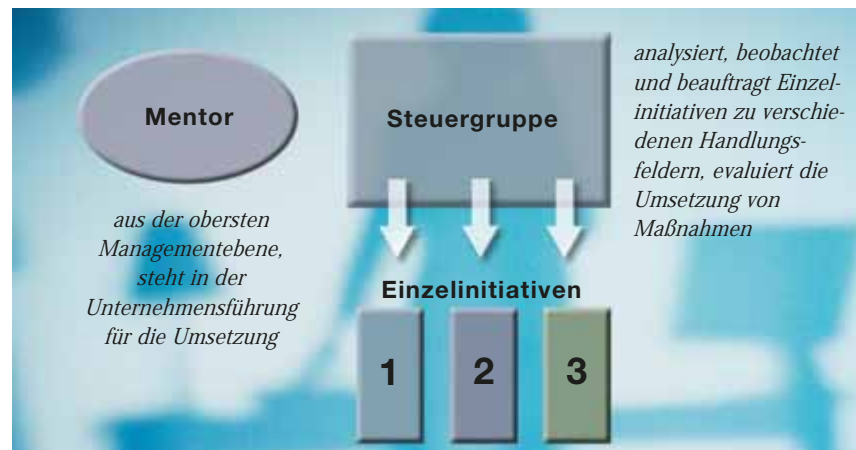 Mentor
aus der obersten
Managementebene,
steht in der
Unternehmensführung
für die Umsetzung
Steuergruppe
analysiert, beobachtet
und beauftragt Einzel-
initiativen zu verschie-
denen Handlungs-
feldern, evaluiert die
Umsetzung von
Maßnahmen
Einzelinitiativen
1
2
3